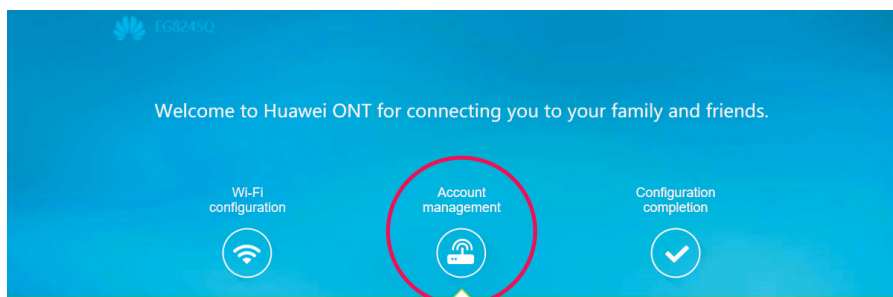 EG8245Q
Welcome to Huawei ONT for connecting you to your family and friends.
Wi-Fi
configuration
Account
management
Configuration
completion